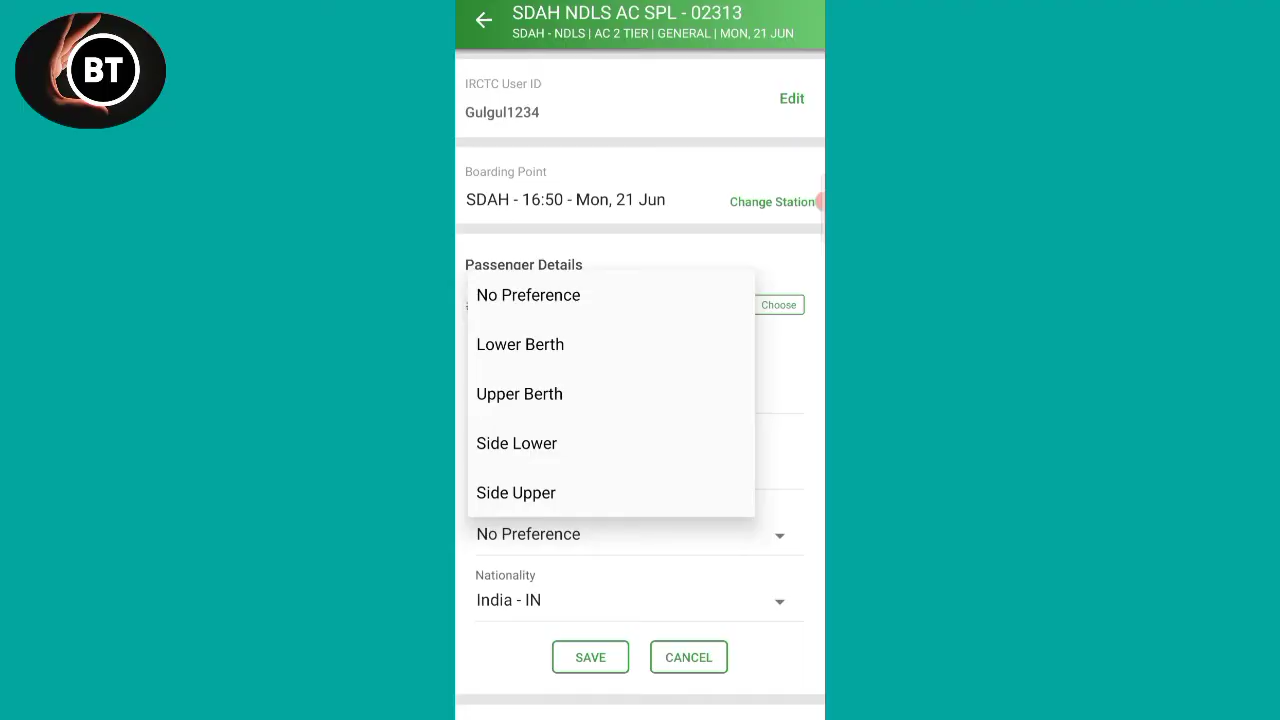 BT
SDAH NDLS AC SPL - 02313
SDAH - NDLS | AC 2 TIER | GENERAL | MON, 21 JUN
IRCTC User ID
Gulgul1234
Edit
Boarding Point
SDAH - 16:50 - Mon, 21 Jun
Change Station
Passenger Details
Choose
No Preference
Lower Berth
Upper Berth
Side Lower
Side Upper
No Preference
Nationality
India - IN
SAVE
CANCEL